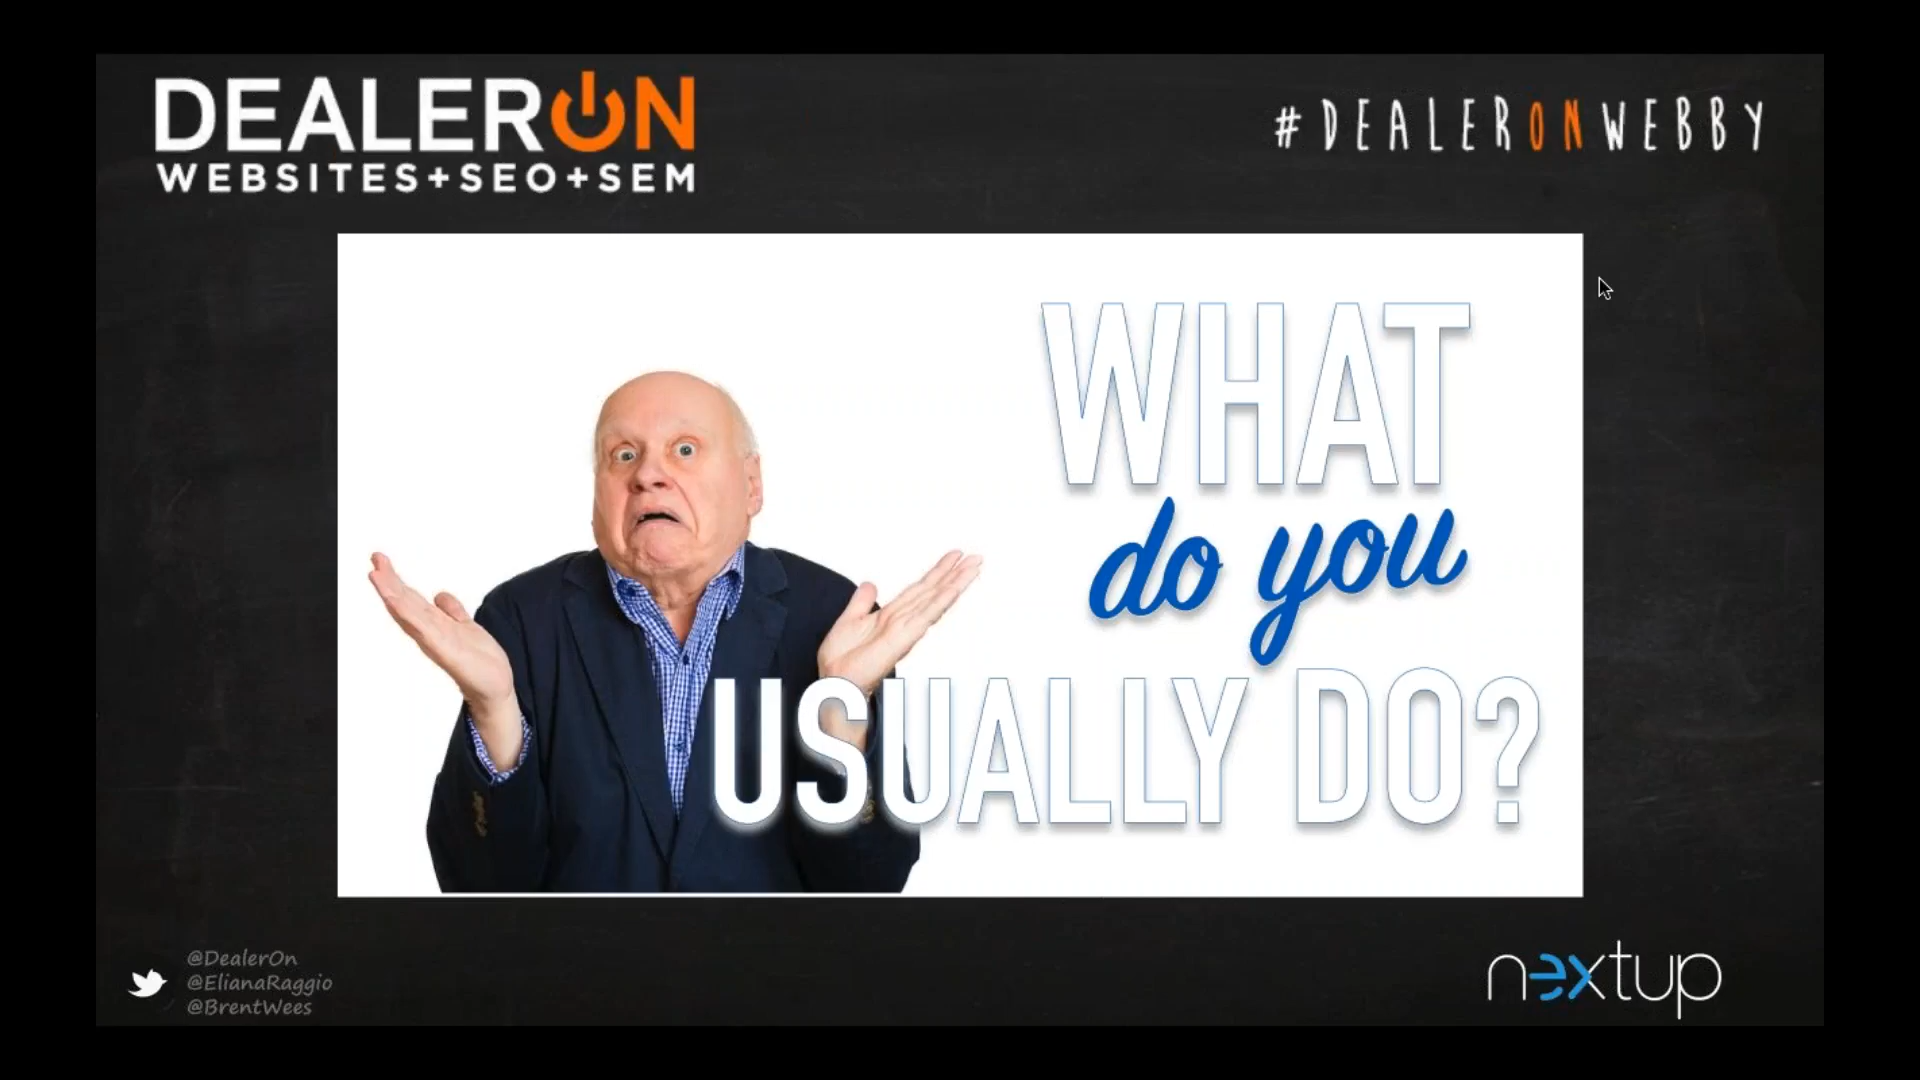 DEALERON
WEBSITES+SEO+SEM
#DEALERONWEBBY
WHAT
do you
USUALLY DO?
@DealerOn
@ElianaRaggio
@BrentWees
nextup